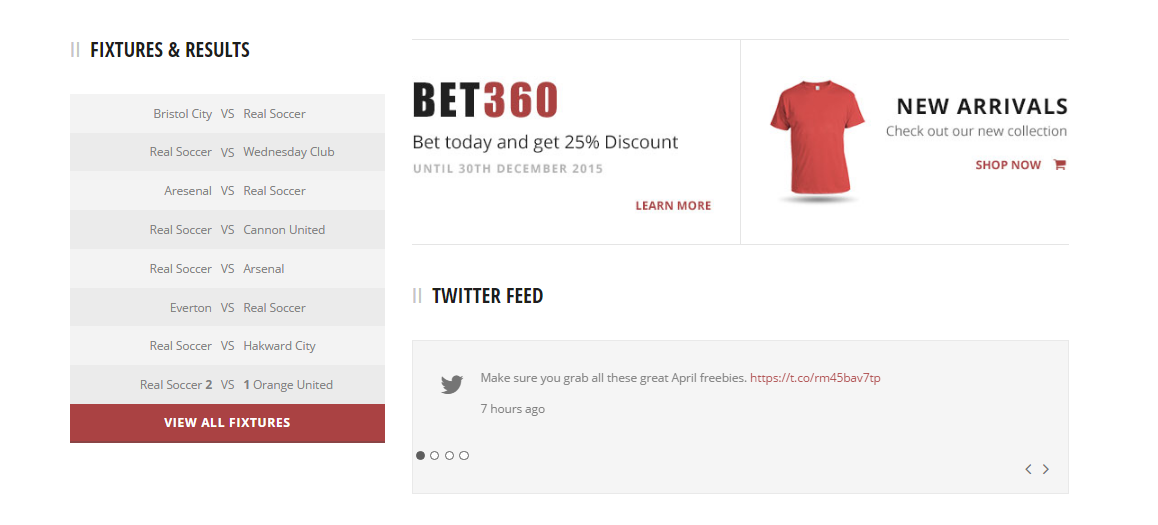 FIXTURES & RESULTS
Bristol City VS Real Soccer
Real Soccer VS Wednesday Club
Aresenal VS Real Soccer
Real Soccer VS Cannon United
Real Soccer VS Arsenal
Everton VS Real Soccer
Real Soccer VS Hakward City
Real Soccer 2 VS 1 Orange United
VIEW ALL FIXTURES
BET360
Bet today and get 25% Discount
UNTIL 30TH DECEMBER 2015
LEARN MORE
NEW ARRIVALS
Check out our new collection
SHOP NOW
TWITTER FEED
Make sure you grab all these great April freebies. https://t.co/rm45bav7tp
7 hours ago